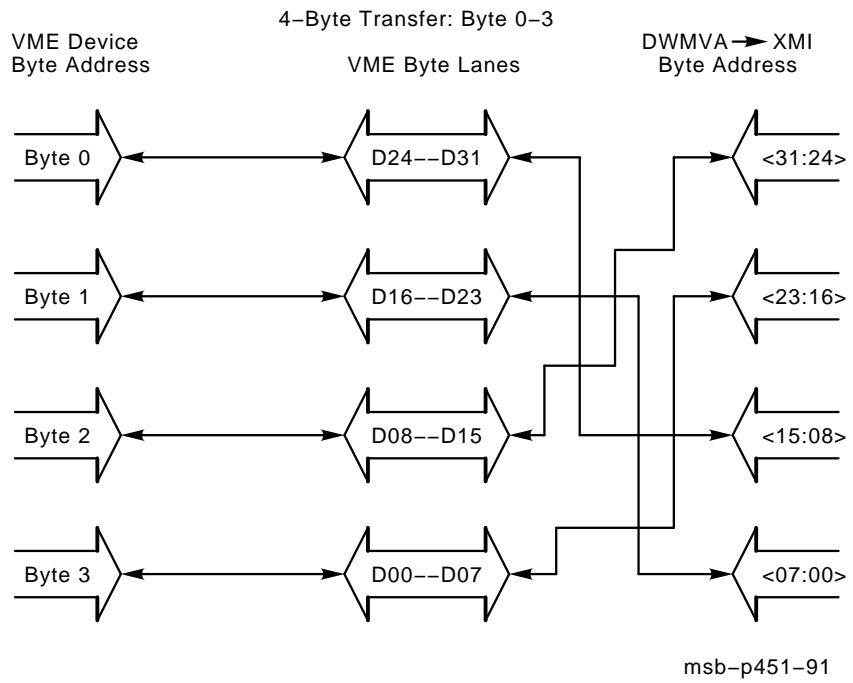 4−Byte Transfer: Byte 0−3
VME Device
Byte Address
VME Byte Lanes
DWMVA XMI
Byte Address
Byte 0
D24−−D31
<31:24>
Byte 1
D16−−D23
<23:16>
Byte 2
D08−−D15
<15:08>
Byte 3
D00−−D07
<07:00>
msb−p451−91